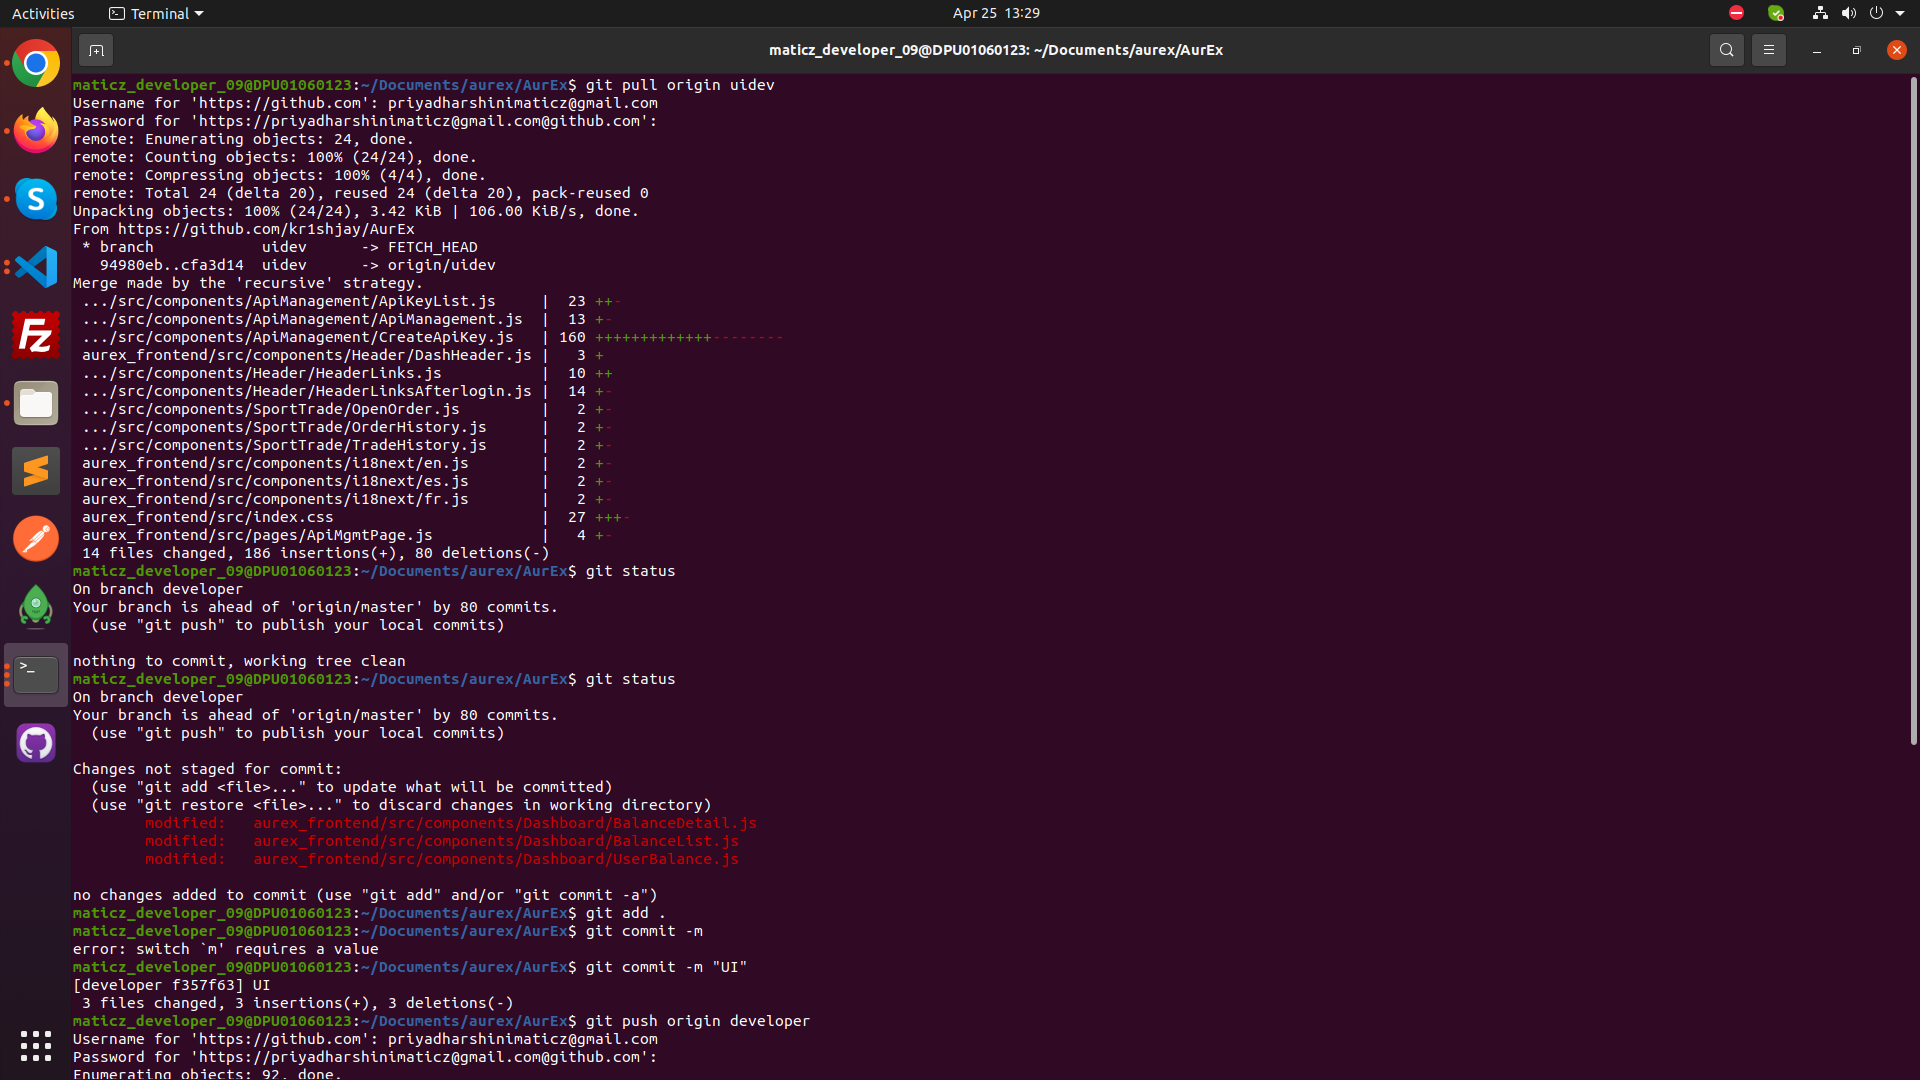 Activities
Terminal
Apr 25 13:29
maticz_developer_09@DPU01060123: ~/Documents/aurex/AurEx
maticz_developer_09@DPU01060123:~/Documents/aurex/AurEx$ git pull origin uidev
Username for 'https://github.com': priyadharshinimaticz@gmail.com
Password for 'https://priyadharshinimaticz@gmail.com@github.com':
remote: Enumerating objects: 24, done.
remote: Counting objects: 100% (24/24), done.
remote: Compressing objects: 100% (4/4), done.
remote: Total 24 (delta 20), reused 24 (delta 20), pack-reused 0
Unpacking objects: 100% (24/24), 3.42 KiB | 106.00 KiB/s, done.
From https://github.com/kr1shjay/AurEx
 * branch            uidev      -> FETCH_HEAD
   94980eb..cfa3d14  uidev      -> origin/uidev
Merge made by the 'recursive' strategy.
 .../src/components/ApiManagement/ApiKeyList.js     |  23 ++-
 .../src/components/ApiManagement/ApiManagement.js  |  13 +-
 .../src/components/ApiManagement/CreateApiKey.js   | 160 +++++++++++++--------
 aurex_frontend/src/components/Header/DashHeader.js |   3 +
 .../src/components/Header/HeaderLinks.js           |  10 ++
 .../src/components/Header/HeaderLinksAfterlogin.js |  14 +-
 .../src/components/SportTrade/OpenOrder.js         |   2 +-
 .../src/components/SportTrade/OrderHistory.js      |   2 +-
 .../src/components/SportTrade/TradeHistory.js      |   2 +-
 aurex_frontend/src/components/i18next/en.js        |   2 +-
 aurex_frontend/src/components/i18next/es.js        |   2 +-
 aurex_frontend/src/components/i18next/fr.js        |   2 +-
 aurex_frontend/src/index.css                       |  27 +++-
 aurex_frontend/src/pages/ApiMgmtPage.js            |   4 +-
 14 files changed, 186 insertions(+), 80 deletions(-)
maticz_developer_09@DPU01060123:~/Documents/aurex/AurEx$ git status
On branch developer
Your branch is ahead of 'origin/master' by 80 commits.
  (use "git push" to publish your local commits)
nothing to commit, working tree clean
maticz_developer_09@DPU01060123:~/Documents/aurex/AurEx$ git status
On branch developer
Your branch is ahead of 'origin/master' by 80 commits.
  (use "git push" to publish your local commits)
Changes not staged for commit:
  (use "git add <file>..." to update what will be committed)
  (use "git restore <file>..." to discard changes in working directory)
        modified:   aurex_frontend/src/components/Dashboard/BalanceDetail.js
        modified:   aurex_frontend/src/components/Dashboard/BalanceList.js
        modified:   aurex_frontend/src/components/Dashboard/UserBalance.js
no changes added to commit (use "git add" and/or "git commit -a")
maticz_developer_09@DPU01060123:~/Documents/aurex/AurEx$ git add .
maticz_developer_09@DPU01060123:~/Documents/aurex/AurEx$ git commit -m
error: switch `m' requires a value
maticz_developer_09@DPU01060123:~/Documents/aurex/AurEx$ git commit -m "UI"
[developer f357f63] UI
 3 files changed, 3 insertions(+), 3 deletions(-)
maticz_developer_09@DPU01060123:~/Documents/aurex/AurEx$ git push origin developer
Username for 'https://github.com': priyadharshinimaticz@gmail.com
Password for 'https://priyadharshinimaticz@gmail.com@github.com':
Enumerating objects: 92, done.